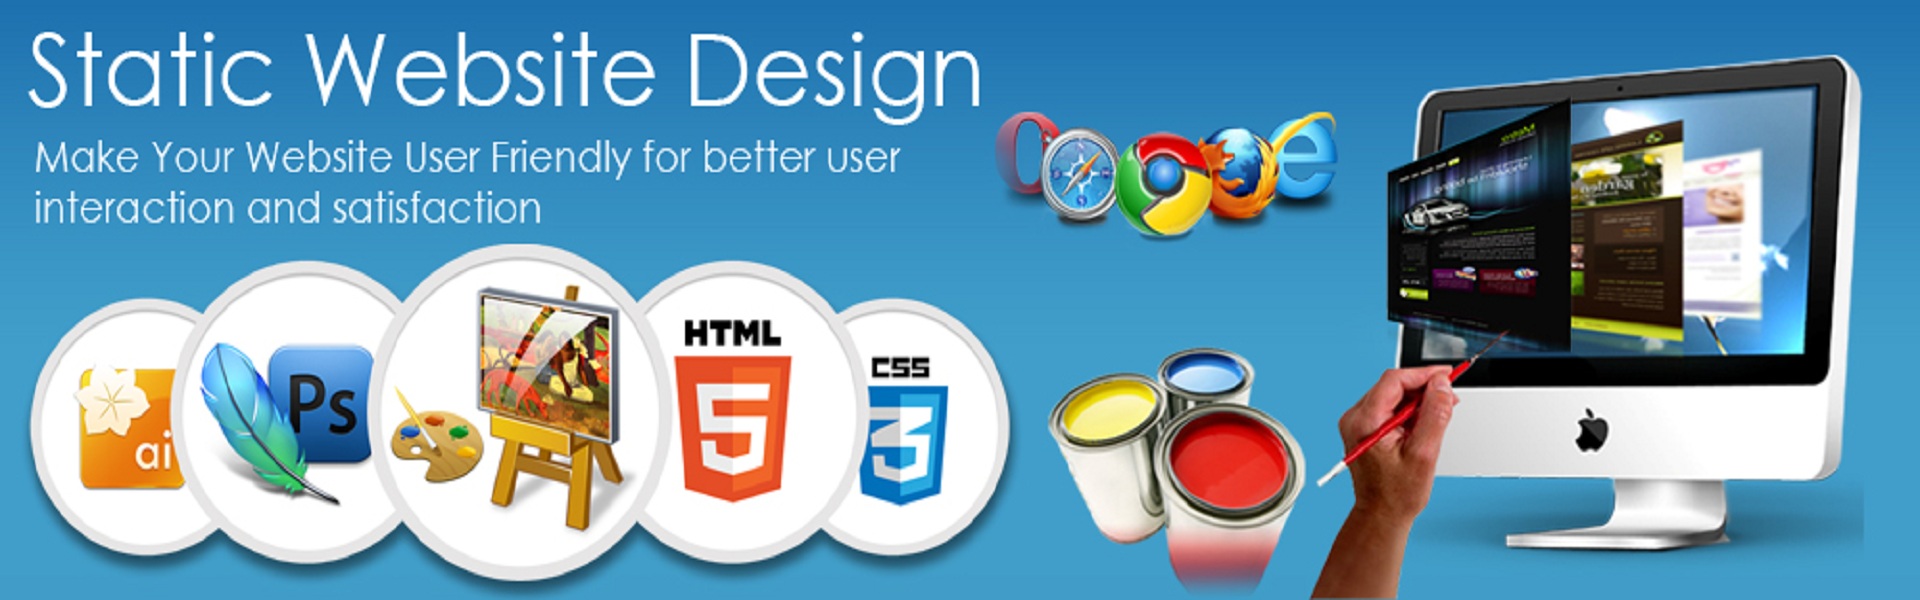 Static Website Design
Make Your Website User Friendly for better user
interaction and satisfaction
ai
Ps
HTML
5
CSS
3